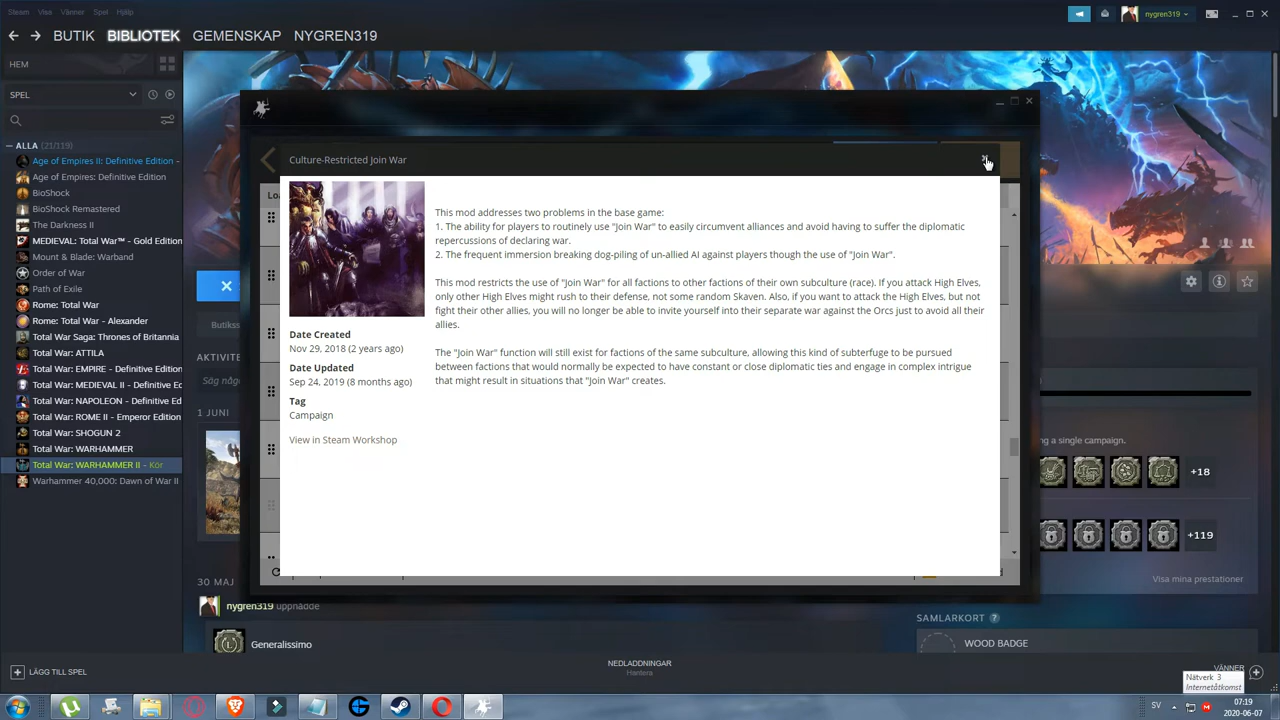 Steam Visa Vänner Spel Hjälp
nygren319
BUTIK BIBLIOTEK GEMENSKAP NYGREN319
HEM
SPEL
ALLA (21/119)
Age of Empires II: Definitive Edition -
Age of Empires: Definitive Edition
BioShock
BioShock Remastered
The Darkness II
MEDIEVAL: Total War™ - Gold Edition
Mount & Blade: Warband
Order of War
Path of Exile
Rome: Total War
Rome: Total War - Alexander
Total War Saga: Thrones of Britannia
Total War: ATTILA
Total War: EMPIRE - Definitive Edition
Total War: MEDIEVAL II - Definitive Ed
Total War: NAPOLEON - Definitive Ed
Total War: ROME II - Emperor Edition
Total War: SHOGUN 2
Total War: WARHAMMER
Total War: WARHAMMER II - Kör
Warhammer 40,000: Dawn of War II
Butikss
AKTIVITE
Säg någ
1 JUNI
30 MAJ
nygren319 uppnådde
Generalissimo
Culture-Restricted Join War
Loa
This mod addresses two problems in the base game:
1. The ability for players to routinely use "Join War" to easily circumvent alliances and avoid having to suffer the diplomatic
repercussions of declaring war.
2. The frequent immersion breaking dog-piling of un-allied AI against players though the use of "Join War".
This mod restricts the use of "Join War" for all factions to other factions of their own subculture (race). If you attack High Elves,
only other High Elves might rush to their defense, not some random Skaven. Also, if you want to attack the High Elves, but not
fight their other allies, you will no longer be able to invite yourself into their separate war against the Orcs just to avoid all their
allies.
The "Join War" function will still exist for factions of the same subculture, allowing this kind of subterfuge to be pursued
between factions that would normally be expected to have constant or close diplomatic ties and engage in complex intrigue
that might result in situations that "Join War" creates.
Date Created
Nov 29, 2018 (2 years ago)
Date Updated
Sep 24, 2019 (8 months ago)
Tag
Campaign
View in Steam Workshop
ng a single campaign.
+18
+119
Visa mina prestationer
SAMLARKORT ?
WOOD BADGE
LÄGG TILL SPEL
NEDLADDNINGAR
Hantera
VÄNNER
Nätverk 3
Internetåtkomst
SV
07:19
2020-06-07